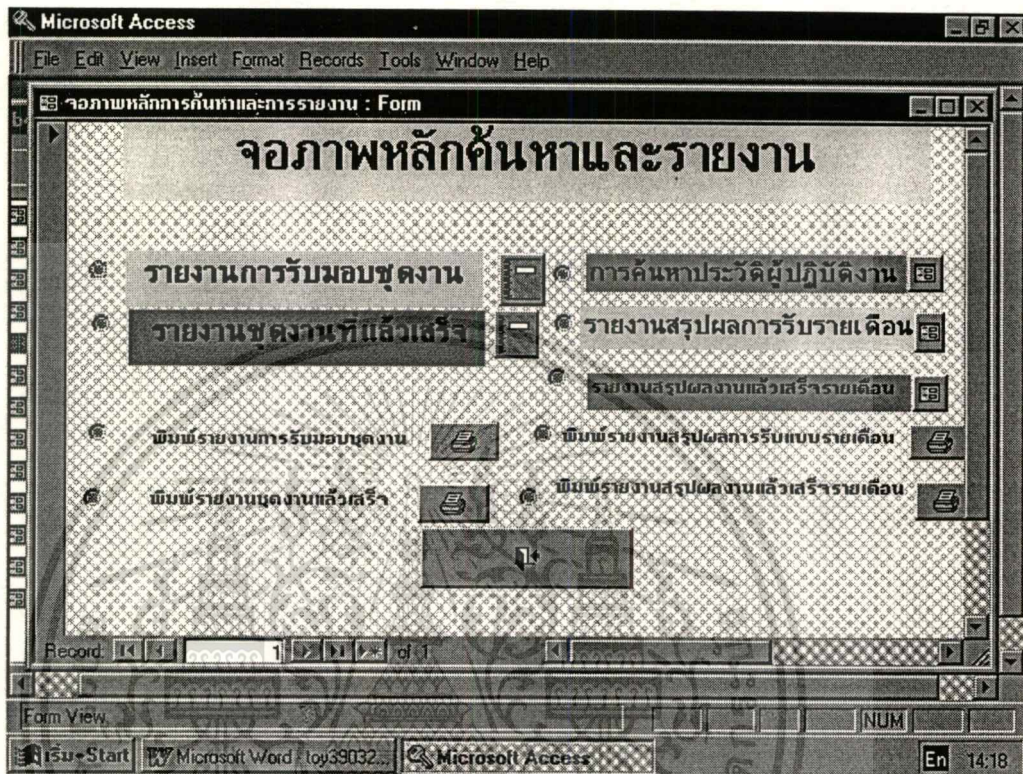 Microsoft Access
File Edit View Insert Format Records Tools Window Help
จอภาพหลักการค้นหาและการรายงาน : Form
จอภาพหลักค้นหาและรายงาน
รายงานการรับมอบชุดงาน
การค้นหาประวัติผู้ปฏิบัติงาน
รายงานชุดงานที่แล้วเสร็จ
รายงานสรุปผลการรับรายเดือน
รายงานสรุปผลงานแล้วเสร็จรายเดือน
พิมพ์รายงานการรับมอบชุดงาน
พิมพ์รายงานสรุปผลการรับแบบรายเดือน
พิมพ์รายงานชุดงานแล้วเสร็จ
พิมพ์รายงานสรุปผลงานแล้วเสร็จรายเดือน
Record: 1 of 1
Form View NUM
เริ่ม-Start Microsoft Word - toy39032... Microsoft Access En 14:18